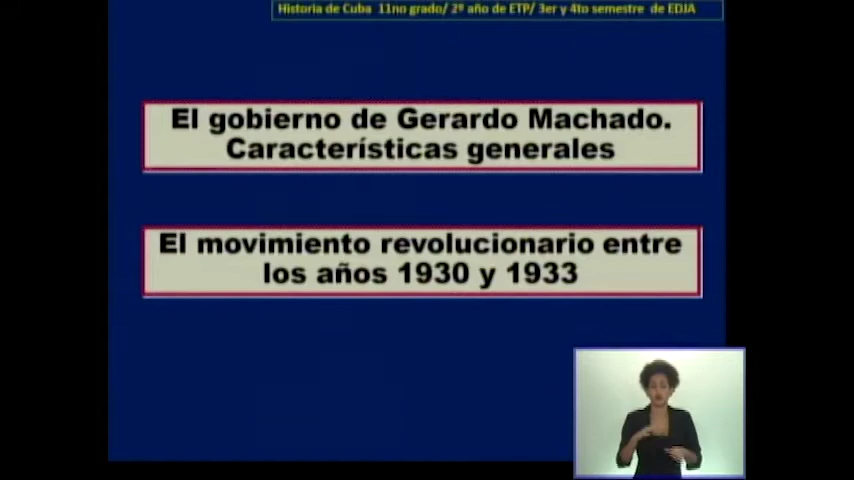 Historia de Cuba 11no grado/ 2º año de ETP/ 3er y 4to semestre de EDJA
El gobierno de Gerardo Machado.
Características generales
El movimiento revolucionario entre
los años 1930 y 1933